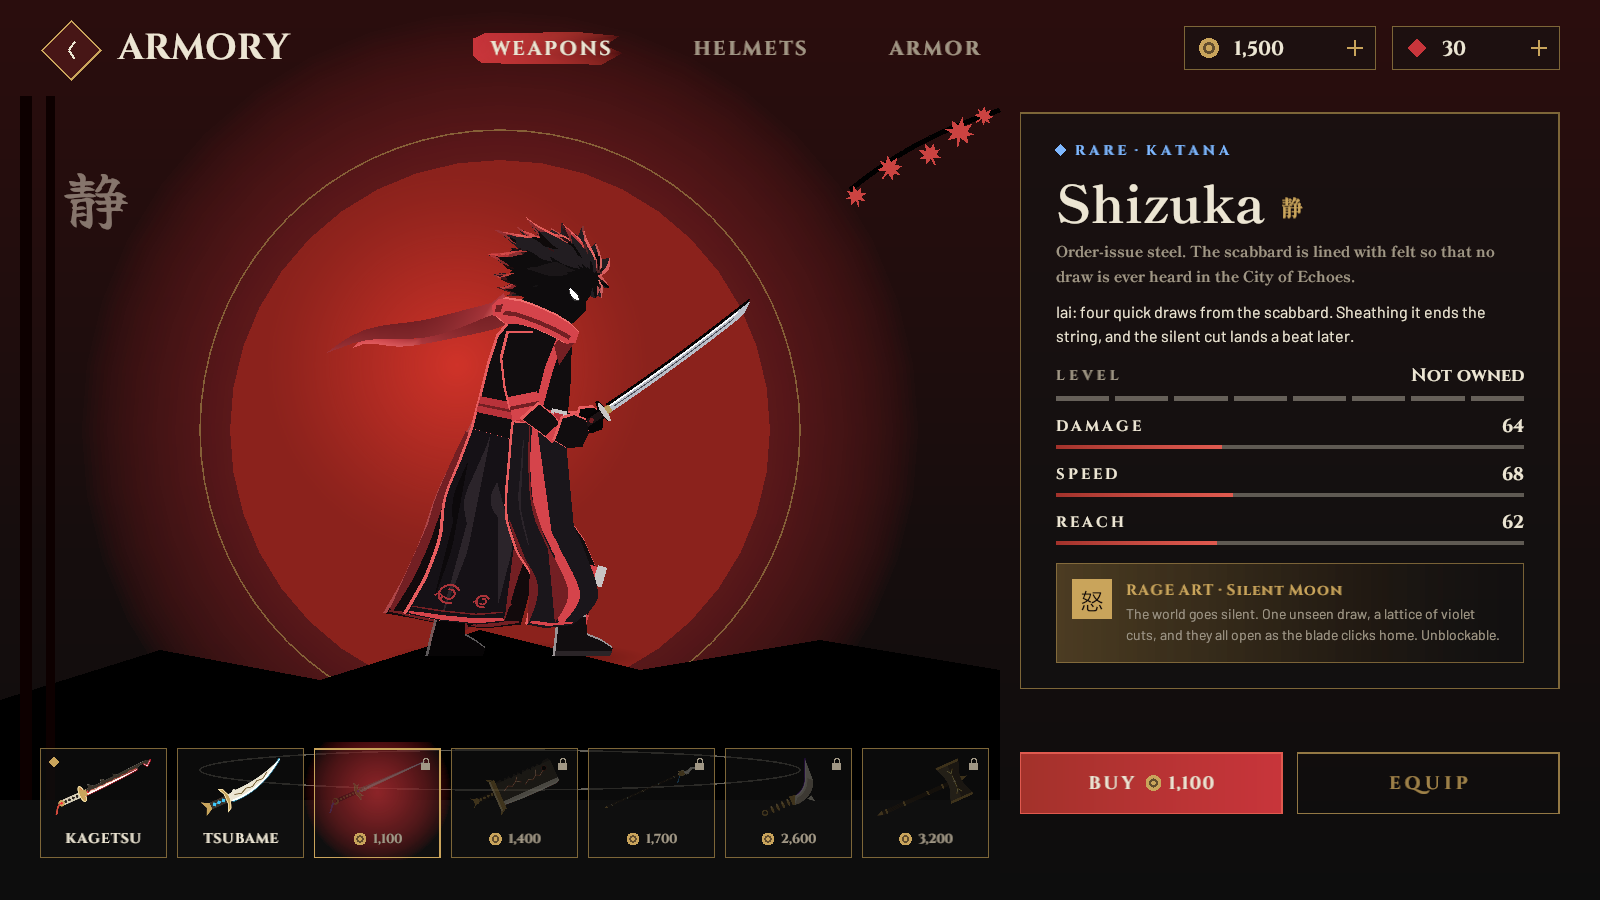 ARMORY
WEAPONS
HELMETS
ARMOR
1,500
30
静
RARE · KATANA
Shizuka 静
Order-issue steel. The scabbard is lined with felt so that no
draw is ever heard in the City of Echoes.
Iai: four quick draws from the scabbard. Sheathing it ends the
string, and the silent cut lands a beat later.
LEVEL
NOT OWNED
DAMAGE
64
SPEED
68
REACH
62
怒
RAGE ART · SILENT MOON
The world goes silent. One unseen draw, a lattice of violet
cuts, and they all open as the blade clicks home. Unblockable.
KAGETSU
TSUBAME
1,100
1,400
1,700
2,600
3,200
BUY 1,100
EQUIP